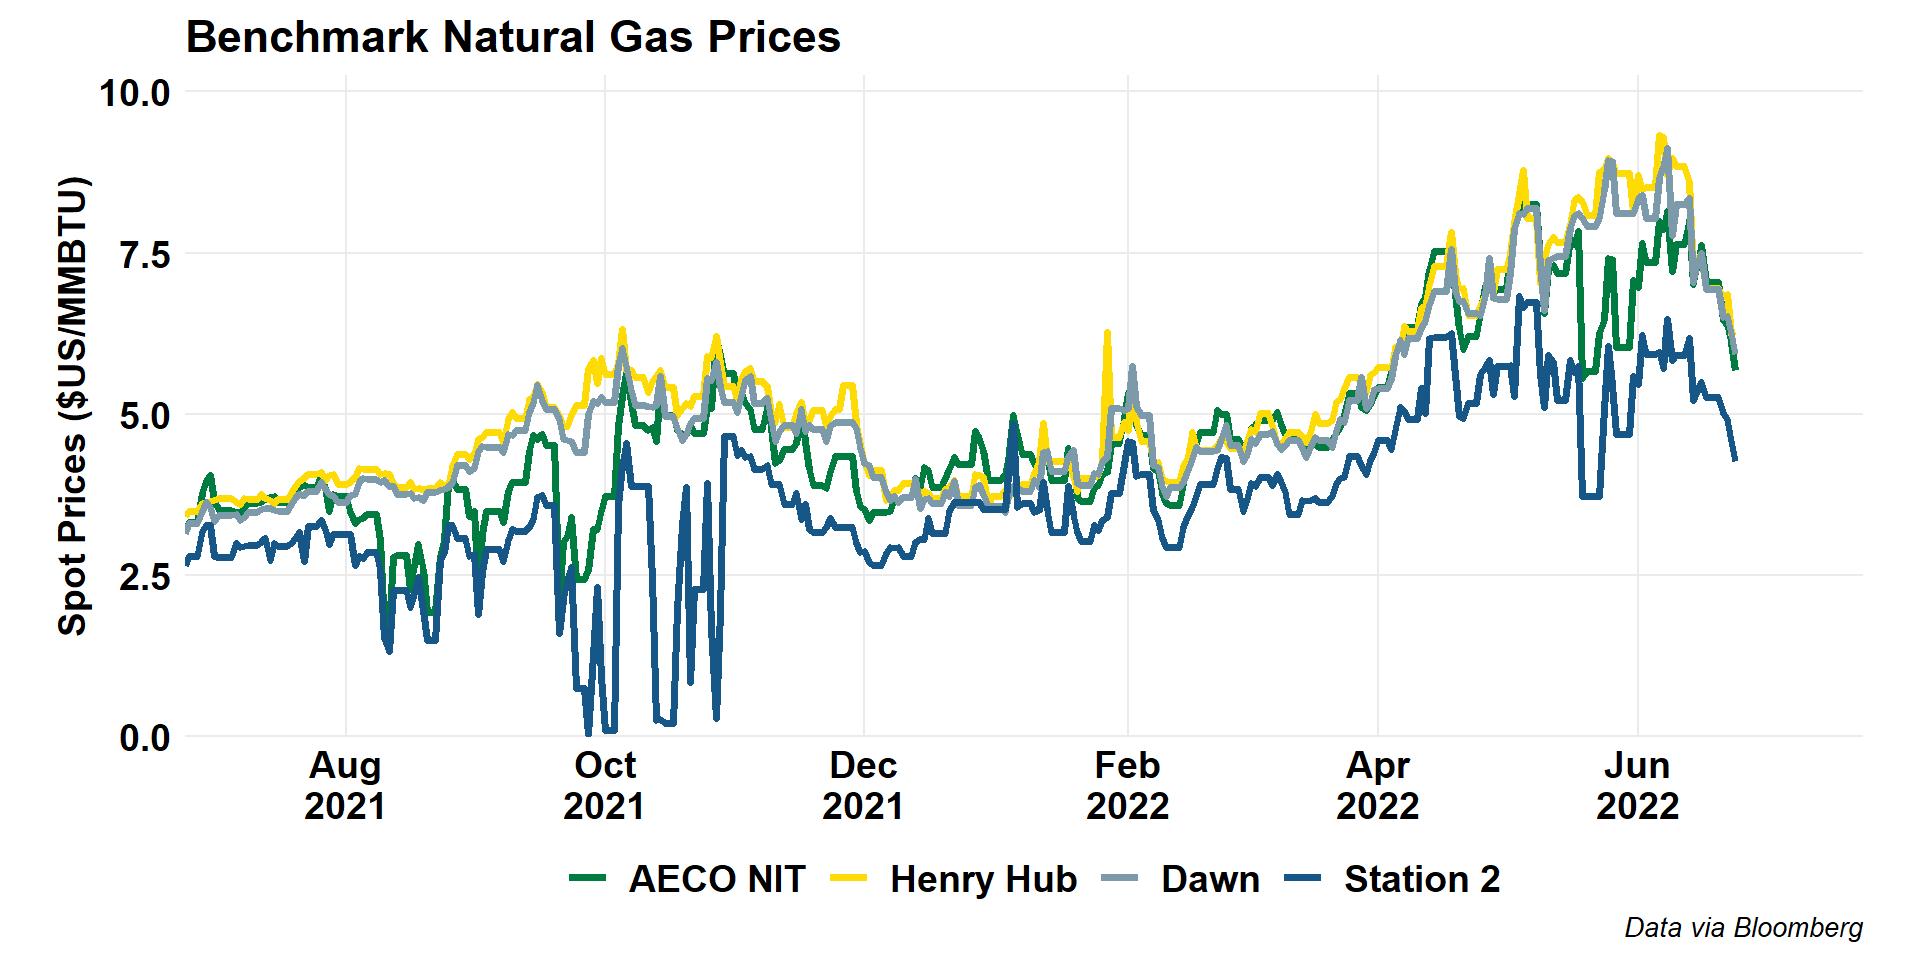 Benchmark Natural Gas Prices
Spot Prices ($US/MMBTU)
10.0
7.5
5.0
2.5
0.0
Aug 2021
Oct 2021
Dec 2021
Feb 2022
Apr 2022
Jun 2022
AECO NIT Henry Hub Dawn Station 2
Data via Bloomberg